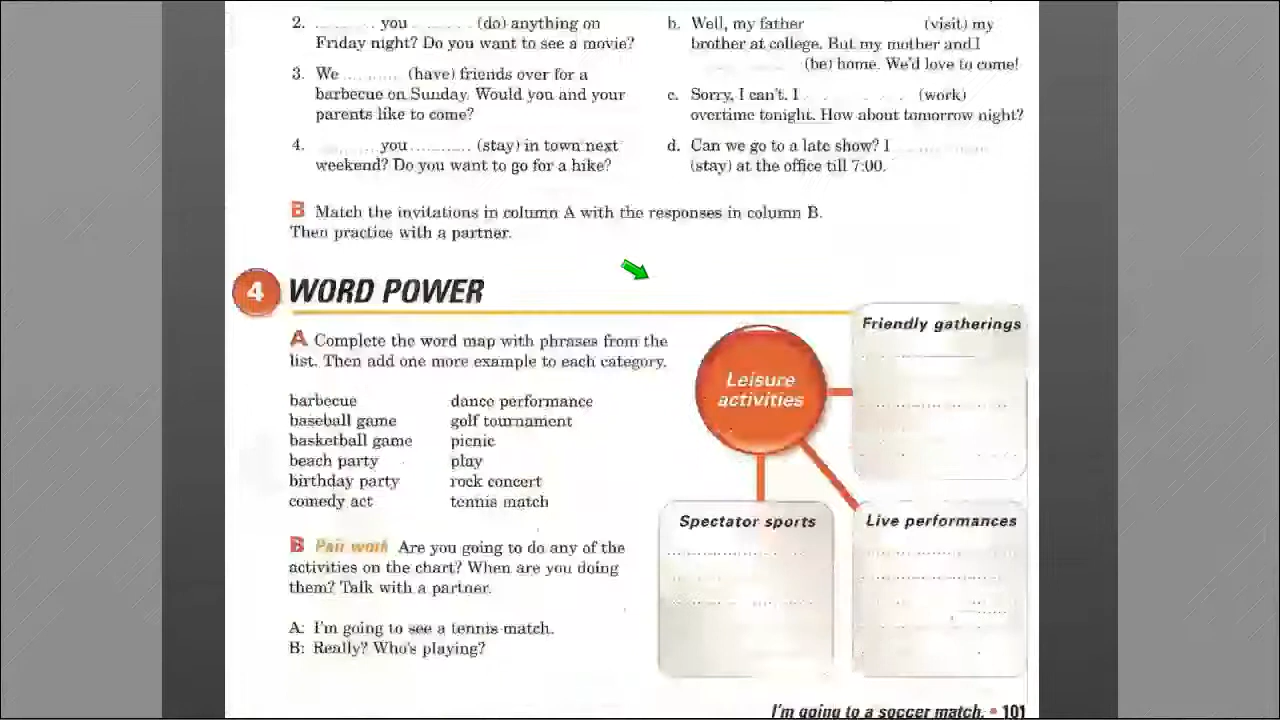 2. ........ you ........ (do) anything on
Friday night? Do you want to see a movie?
3. We ........ (have) friends over for a
barbecue on Sunday. Would you and your
parents like to come?
4. ........ you ........ (stay) in town next
weekend? Do you want to go for a hike?
b. Well, my father (visit) my
brother at college. But my mother and I
(be) home. We'd love to come!
c. Sorry, I can't. I ........ (work)
overtime tonight. How about tomorrow night?
d. Can we go to a late show? I ........
(stay) at the office till 7:00.
B Match the invitations in column A with the responses in column B.
Then practice with a partner.
4 WORD POWER
A Complete the word map with phrases from the
list. Then add one more example to each category.
barbecue
baseball game
basketball game
beach party
birthday party
comedy act
dance performance
golf tournament
picnic
play
rock concert
tennis match
Leisure
activities
Friendly gatherings
Spectator sports
Live performances
B Pair work Are you going to do any of the
activities on the chart? When are you doing
them? Talk with a partner.
A: I'm going to see a tennis match.
B: Really? Who's playing?
I'm going to a soccer match. • 101